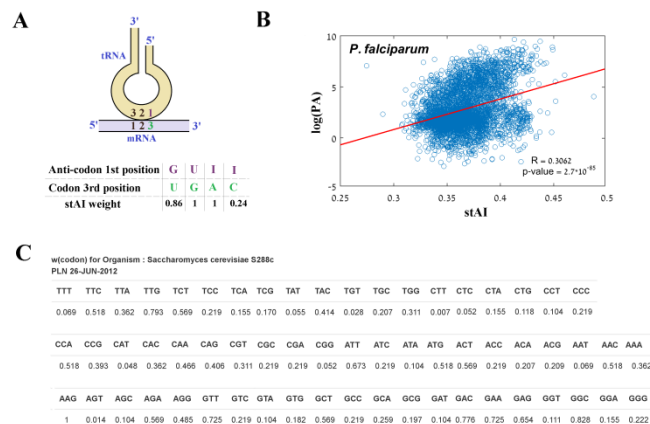 A
3'
5'
tRNA
3 2 1
5' 1 2 3 3'
mRNA
Anti-codon 1st position G U I I
Codon 3rd position U G A C
stAI weight 0.86 1 1 0.24
B
P. falciparum
log(PA)
10
5
0
-5
R = 0.3062
p-value = 2.7*10⁻⁸⁵
0.25 0.3 0.35 0.4 0.45 0.5
stAI
C
w(codon) for Organism : Saccharomyces cerevisiae S288c
PLN 26-JUN-2012
TTT TTC TTA TTG TCT TCC TCA TCG TAT TAC TGT TGC TGG CTT CTC CTA CTG CCT CCC
0.069 0.518 0.362 0.793 0.569 0.219 0.155 0.170 0.055 0.414 0.028 0.207 0.311 0.007 0.052 0.155 0.118 0.104 0.219
CCA CCG CAT CAC CAA CAG CGT CGC CGA CGG ATT ATC ATA ATG ACT ACC ACA ACG AAT AAC AAA
0.518 0.393 0.048 0.362 0.466 0.406 0.311 0.219 0.219 0.052 0.673 0.219 0.104 0.518 0.569 0.219 0.207 0.209 0.069 0.518 0.362
AAG AGT AGC AGA AGG GTT GTC GTA GTG GCT GCC GCA GCG GAT GAC GAA GAG GGT GGC GGA GGG
1 0.014 0.104 0.569 0.485 0.725 0.219 0.104 0.182 0.569 0.219 0.259 0.197 0.104 0.776 0.725 0.654 0.111 0.828 0.155 0.222